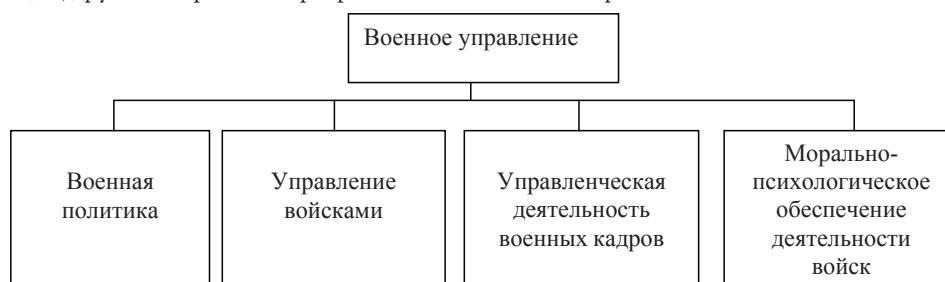 Военное управление
Военная
политика
Управление
войсками
Управленческая
деятельность
военных кадров
Морально-
психологическое
обеспечение
деятельности
войск